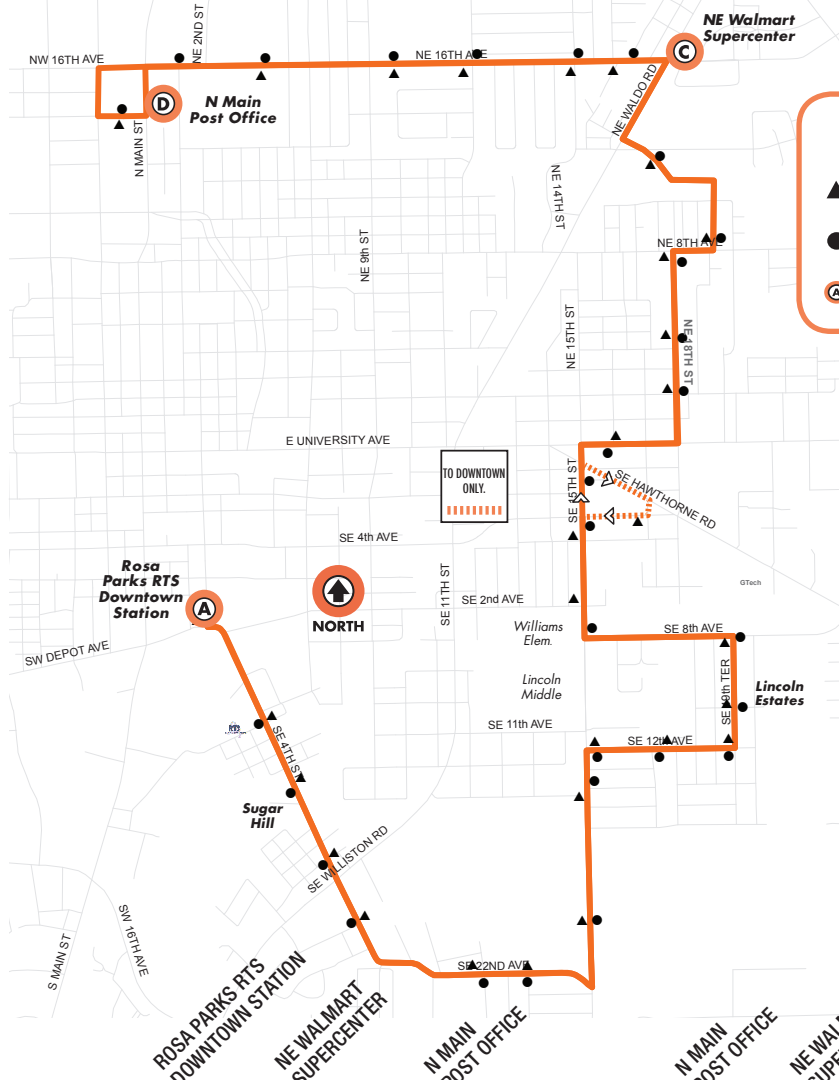 NE 2ND ST
NE Walmart
Supercenter
C
NW 16TH AVE
NE 16TH AVE
NE WALDO RD
D
N Main
Post Office
N MAIN ST
NE 14TH ST
NE 9th ST
NE 8TH AVE
A
NE 15TH ST
NE 18TH ST
E UNIVERSITY AVE
TO DOWNTOWN
ONLY.
SE 15TH ST
SE HAWTHORNE RD
SE 4th AVE
Rosa
Parks RTS
Downtown
Station
A
NORTH
SE 11TH ST
SE 2nd AVE
GTech
Williams
Elem.
SE 8th AVE
SW DEPOT AVE
Lincoln
Middle
SE 19th TER
Lincoln
Estates
SE 11th AVE
SE 12th AVE
RTS
SE 4TH ST
Sugar
Hill
SE WILLISTON RD
S MAIN ST
SW 16TH AVE
SE 22ND AVE
ROSA PARKS RTS
DOWNTOWN STATION
NE WALMART
SUPERCENTER
N MAIN
POST OFFICE
N MAIN
POST OFFICE